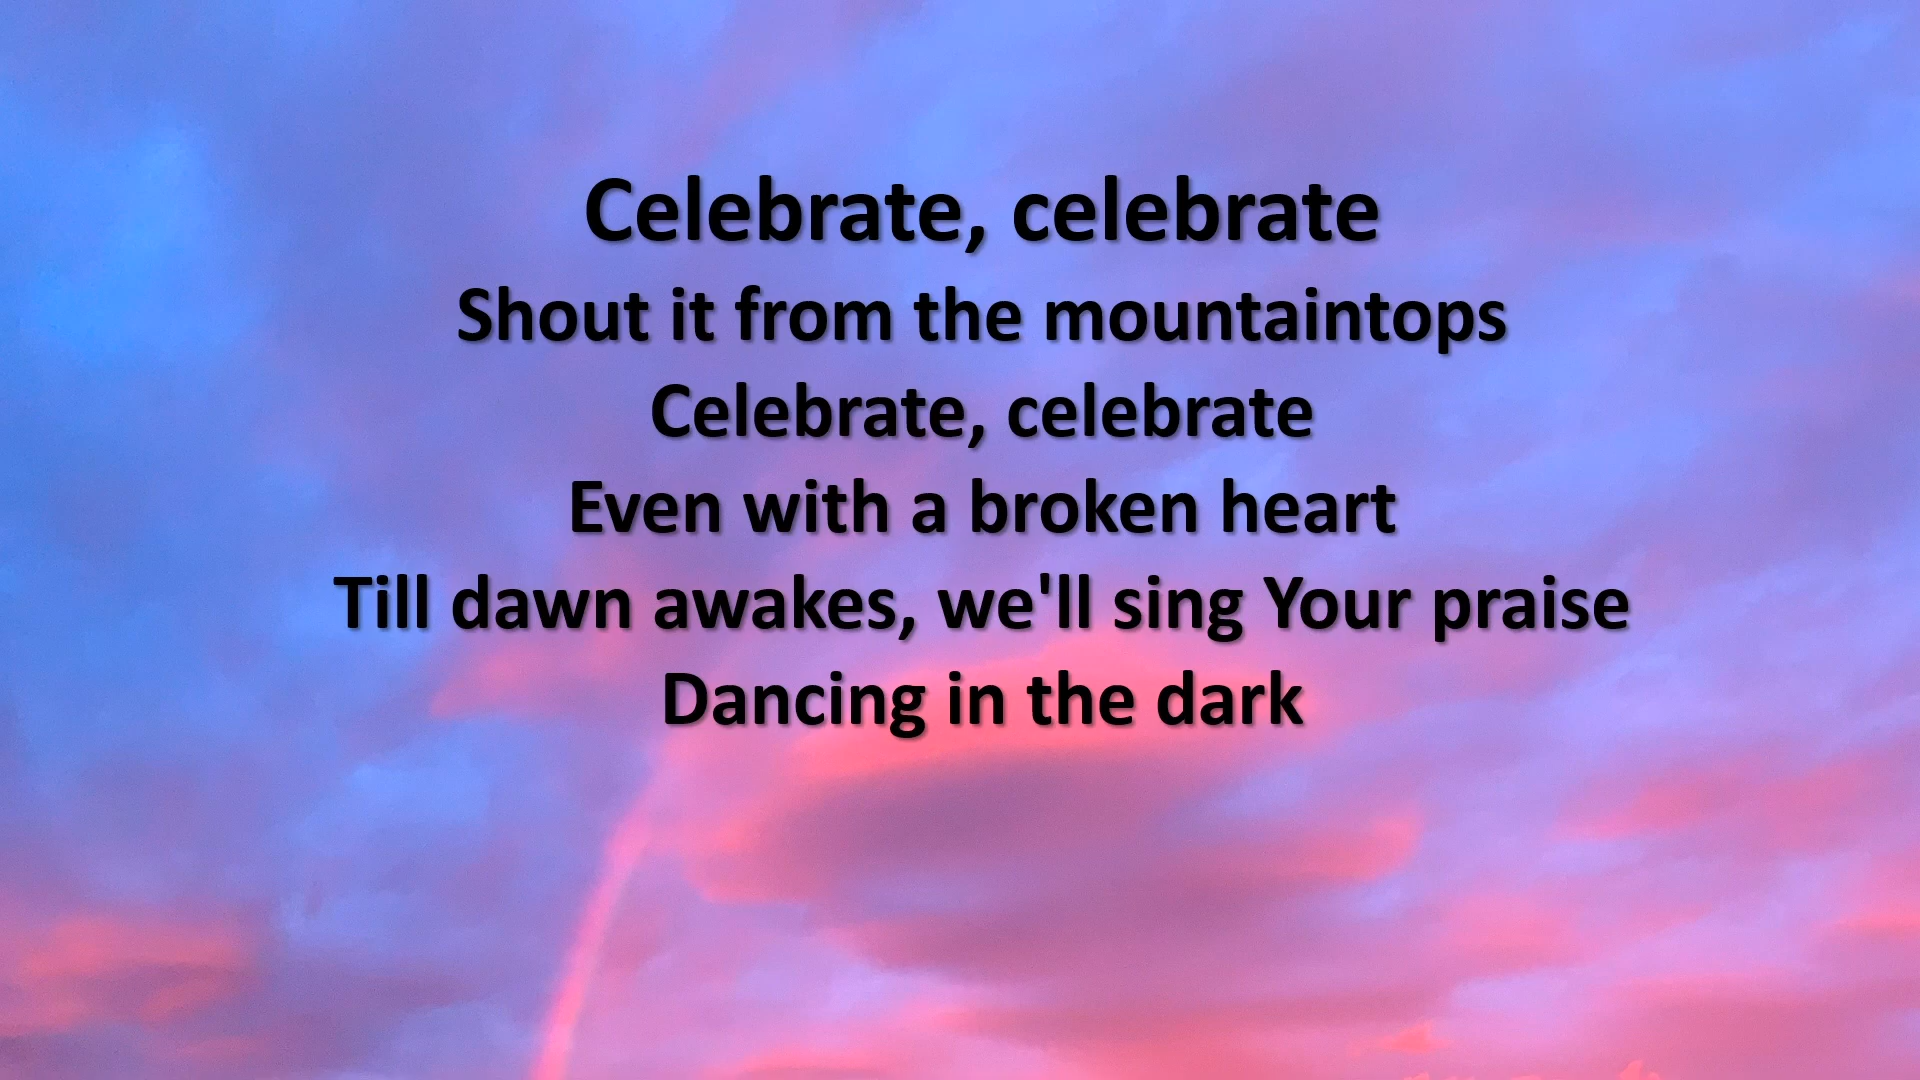 Celebrate, celebrate
Shout it from the mountaintops
Celebrate, celebrate
Even with a broken heart
Till dawn awakes, we'll sing Your praise
Dancing in the dark